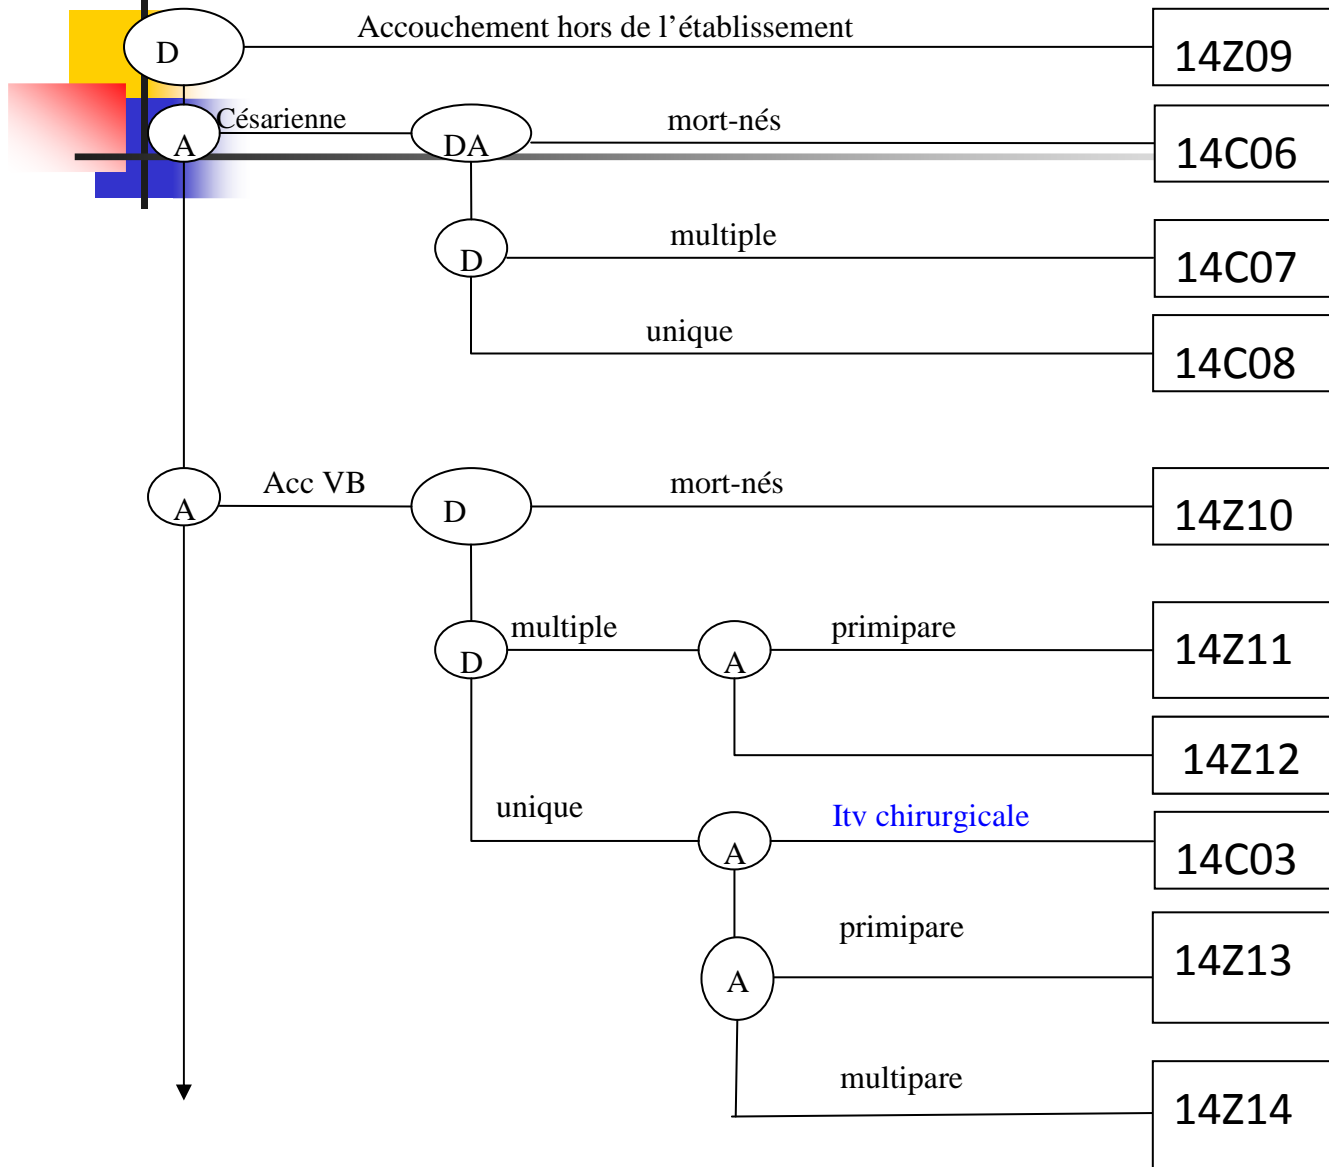 D Accouchement hors de l’établissement 14Z09
A Césarienne DA mort-nés 14C06
D multiple 14C07
unique 14C08
A Acc VB D mort-nés 14Z10
D multiple A primipare 14Z11
14Z12
unique A Itv chirurgicale 14C03
A primipare 14Z13
multipare 14Z14